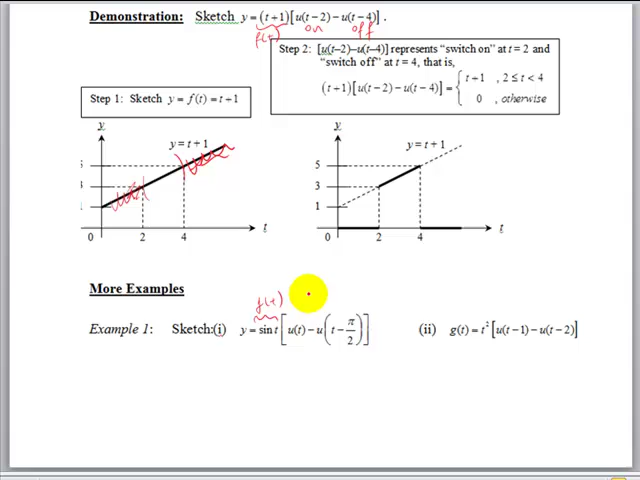 Demonstration: Sketch y = (t+1)[u(t−2)−u(t−4)].
f(t) on off
Step 2: [u(t−2)−u(t−4)] represents “switch on” at t = 2 and
“switch off” at t = 4, that is,
(t+1)[u(t−2)−u(t−4)] = { t+1 , 2 ≤ t < 4
0 , otherwise
Step 1: Sketch y = f(t) = t+1
y
y = t+1
5
3
1
0 2 4 t
y
y = t+1
5
3
1
0 2 4 t
More Examples
f(t)
Example 1: Sketch:(i) y = sin t [u(t) − u(t − π/2)] (ii) g(t) = t² [u(t−1) − u(t−2)]